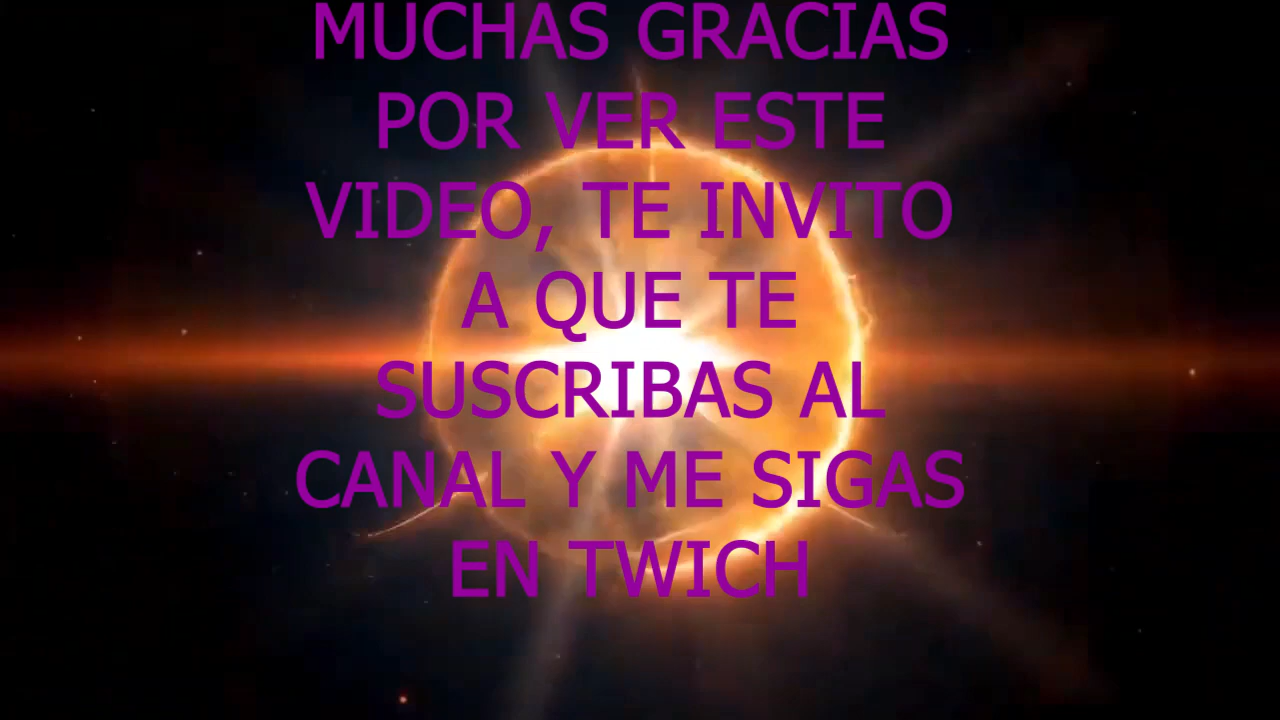 MUCHAS GRACIAS
POR VER ESTE
VIDEO, TE INVITO
A QUE TE
SUSCRIBAS AL
CANAL Y ME SIGAS
EN TWICH